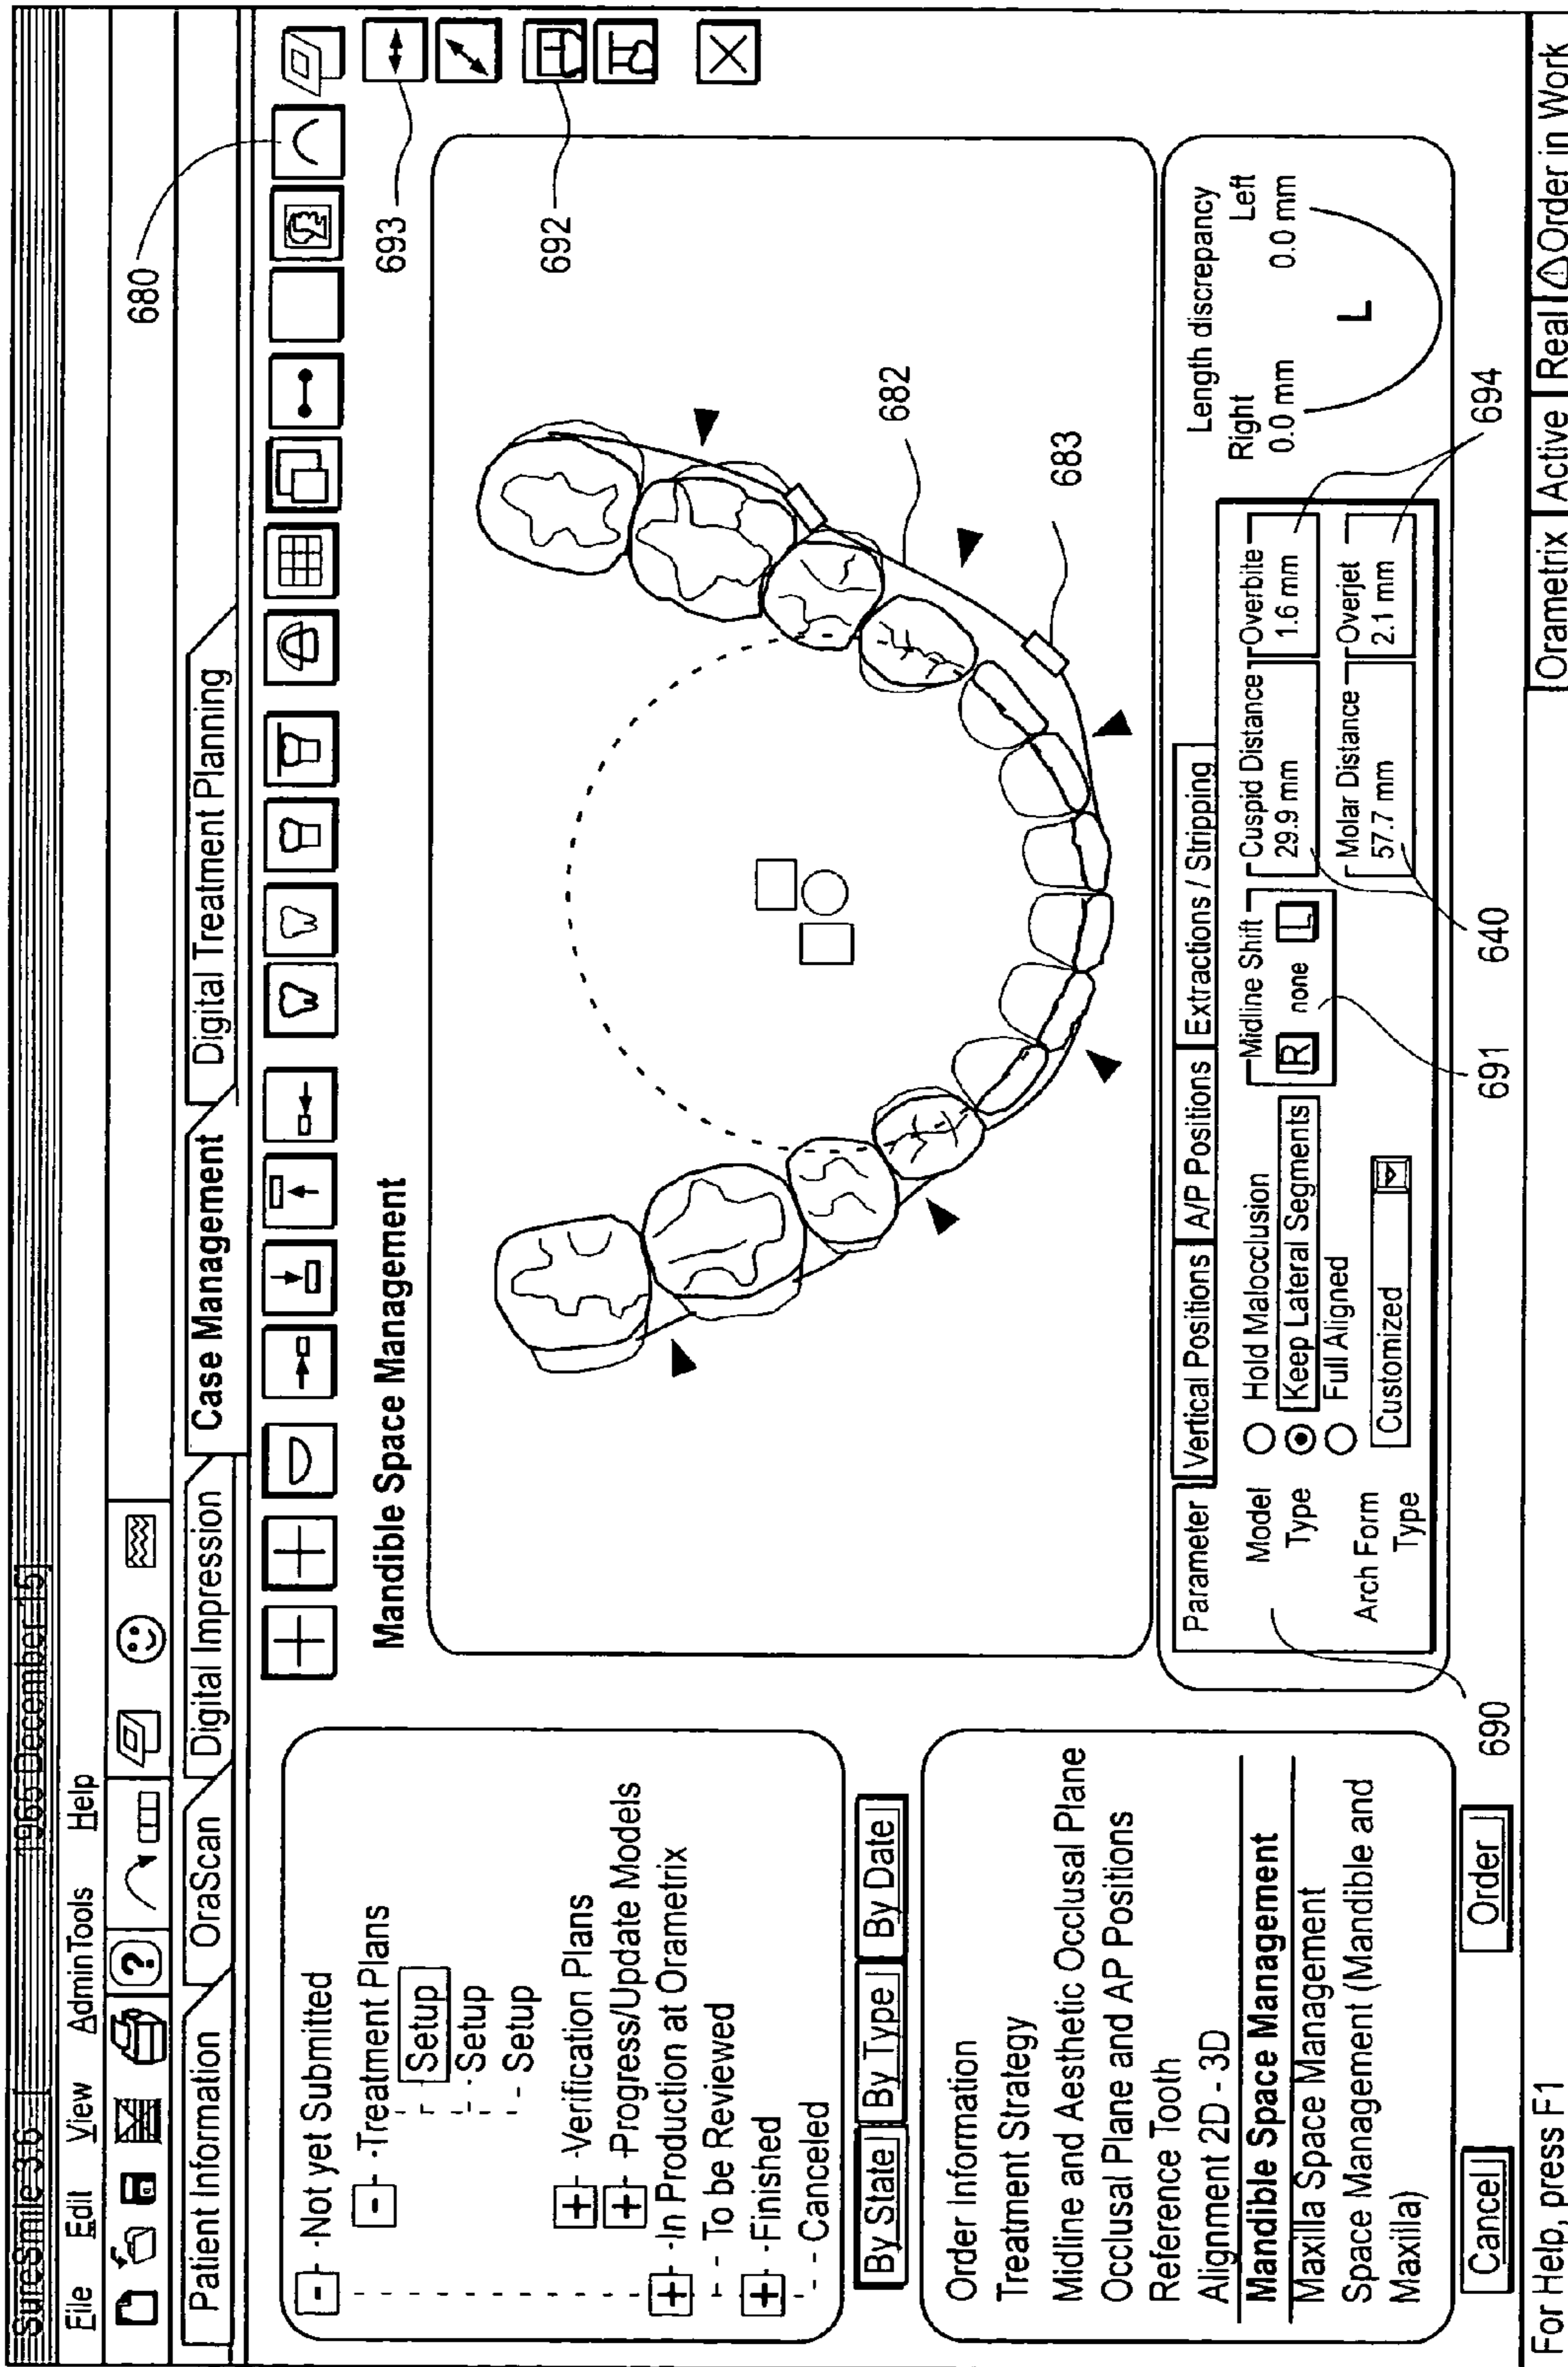 SureSmile 3.6 1965 December 15
File Edit View AdminTools Help
?
Patient Information OraScan Digital Impression Case Management Digital Treatment Planning
680
Not yet Submitted
Treatment Plans
Setup
Setup
Setup
Verification Plans
Progress/Update Models
In Production at Orametrix
To be Reviewed
Finished
Canceled
By State By Type By Date
Order Information
Treatment Strategy
Midline and Aesthetic Occlusal Plane
Occlusal Plane and AP Positions
Reference Tooth
Alignment 2D - 3D
Mandible Space Management
Maxilla Space Management
Space Management (Mandible and
Maxilla)
Cancel Order
Mandible Space Management
693
692
682
683
Parameter Vertical Positions A/P Positions Extractions / Stripping
Model
Type
Hold Malocclusion
Keep Lateral Segments
Full Aligned
Arch Form
Type
Customized
Midline Shift
R none L
Cuspid Distance
29.9 mm
Overbite
1.6 mm
Molar Distance
57.7 mm
Overjet
2.1 mm
Length discrepancy
Right Left
0.0 mm 0.0 mm
L
690
691
640
694
For Help, press F1
Orametrix Active Real Order in Work